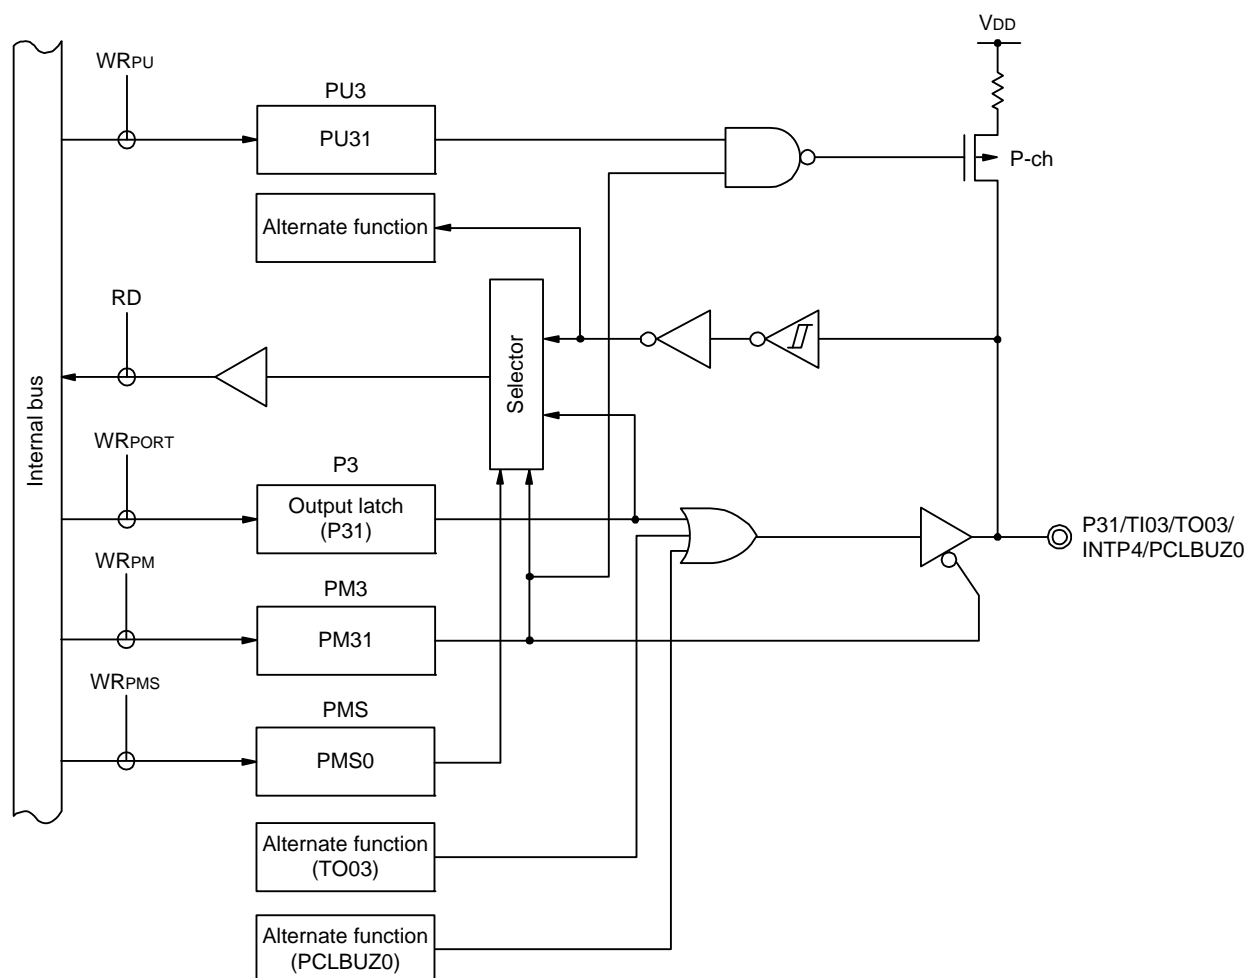 VDD
WRPU
PU3
PU31
P-ch
Alternate function
RD
Selector
Internal bus
WRPORT
P3
Output latch
(P31)
P31/TI03/TO03/
INTP4/PCLBUZ0
WRPM
PM3
PM31
WRPMS
PMS
PMS0
Alternate function
(TO03)
Alternate function
(PCLBUZ0)